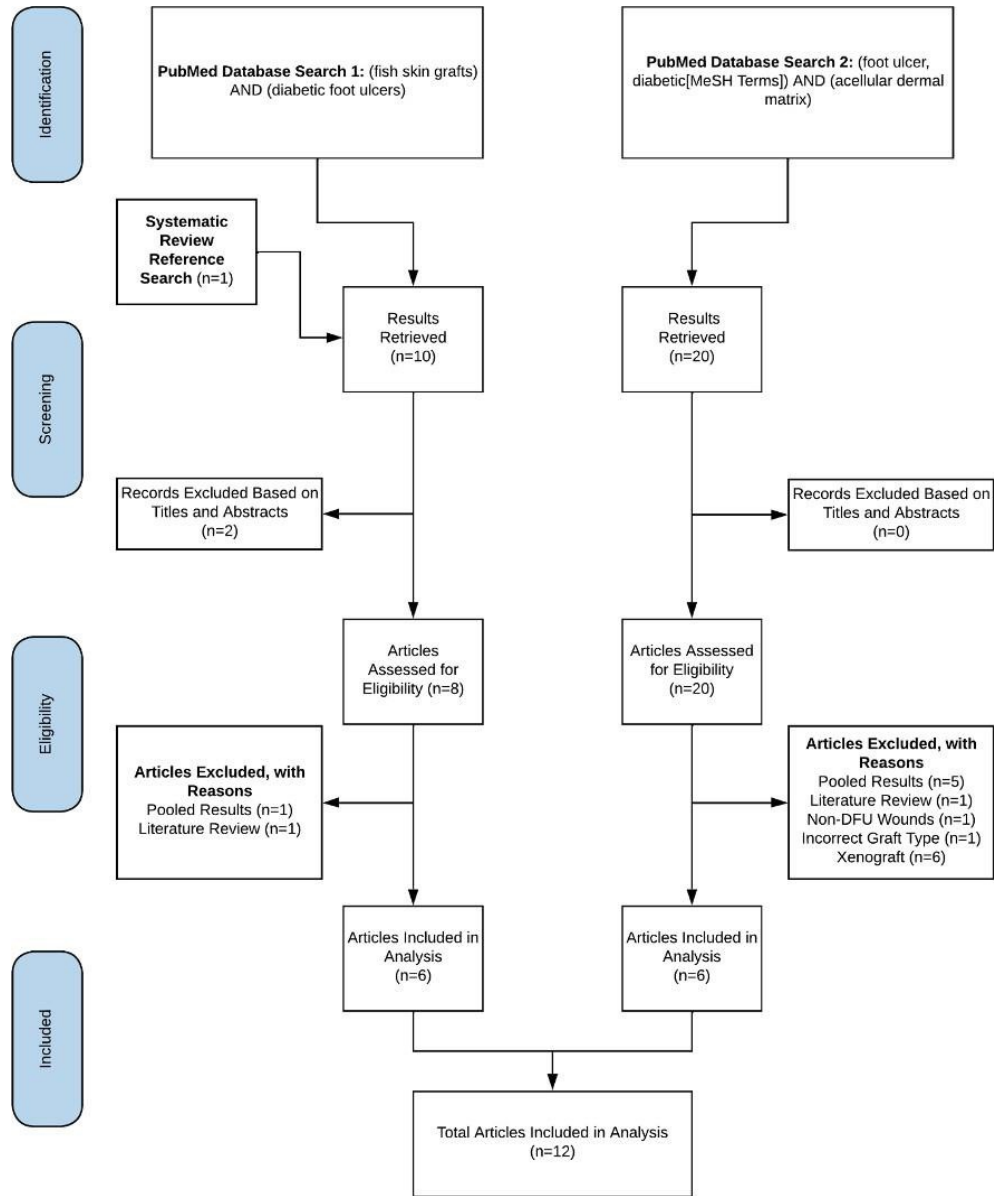 Identification
PubMed Database Search 1: (fish skin grafts)
AND (diabetic foot ulcers)
PubMed Database Search 2: (foot ulcer,
diabetic[MeSH Terms]) AND (acellular dermal
matrix)
Systematic
Review
Reference
Search (n=1)
Results
Retrieved
(n=10)
Results
Retrieved
(n=20)
Screening
Records Excluded Based on
Titles and Abstracts
(n=2)
Records Excluded Based on
Titles and Abstracts
(n=0)
Eligibility
Articles
Assessed for
Eligibility (n=8)
Articles Assessed
for Eligibility
(n=20)
Articles Excluded, with
Reasons
Pooled Results (n=1)
Literature Review (n=1)
Articles Excluded, with
Reasons
Pooled Results (n=5)
Literature Review (n=1)
Non-DFU Wounds (n=1)
Incorrect Graft Type (n=1)
Xenograft (n=6)
Included
Articles Included in
Analysis
(n=6)
Articles Included in
Analysis
(n=6)
Total Articles Included in Analysis
(n=12)